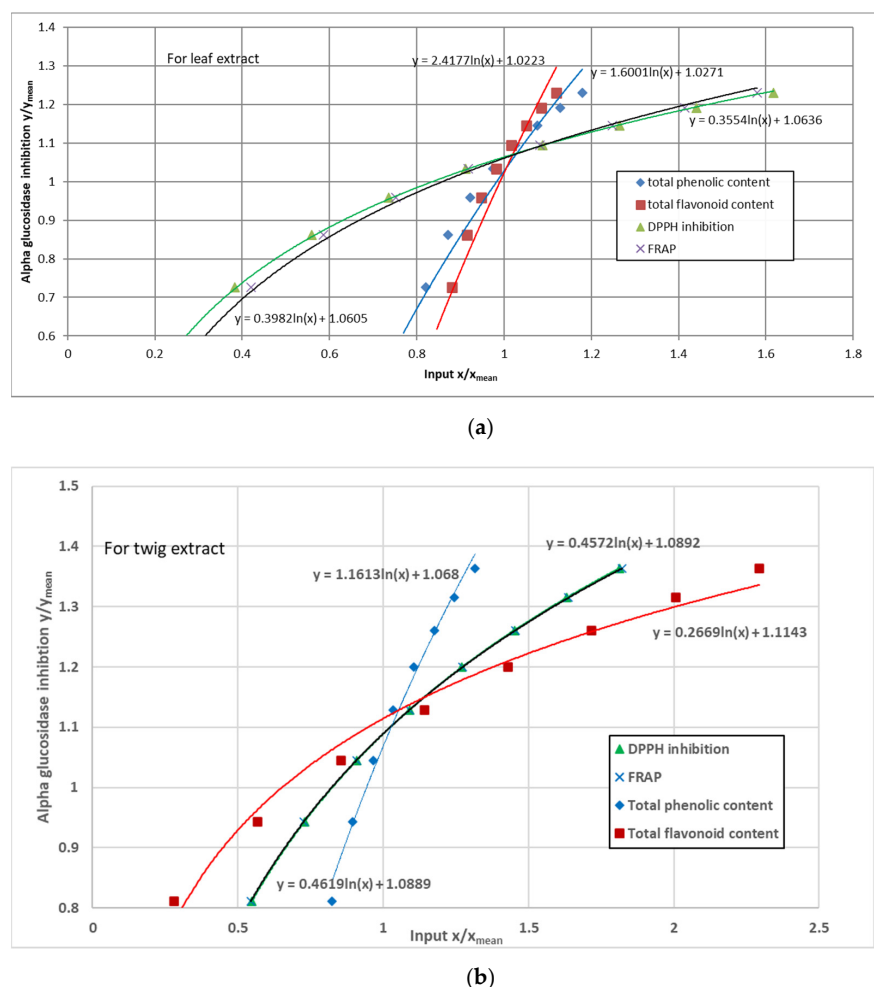 1.4
1.3
1.2
1.1
1
0.9
0.8
0.7
0.6
Alpha glucosidase inhibition y/ymean
For leaf extract
y = 2.4177ln(x) + 1.0223
y = 1.6001ln(x) + 1.0271
y = 0.3554ln(x) + 1.0636
total phenolic content
total flavonoid content
DPPH inhibition
FRAP
y = 0.3982ln(x) + 1.0605
0 0.2 0.4 0.6 0.8 1 1.2 1.4 1.6 1.8
Input x/xmean
(a)
1.5
1.4
1.3
1.2
1.1
1
0.9
0.8
Alpha glucosidase inhibtion y/ymean
For twig extract
y = 0.4572ln(x) + 1.0892
y = 1.1613ln(x) + 1.068
y = 0.2669ln(x) + 1.1143
DPPH inhibition
FRAP
Total phenolic content
Total flavonoid content
y = 0.4619ln(x) + 1.0889
0 0.5 1 1.5 2 2.5
Input x/xmean
(b)